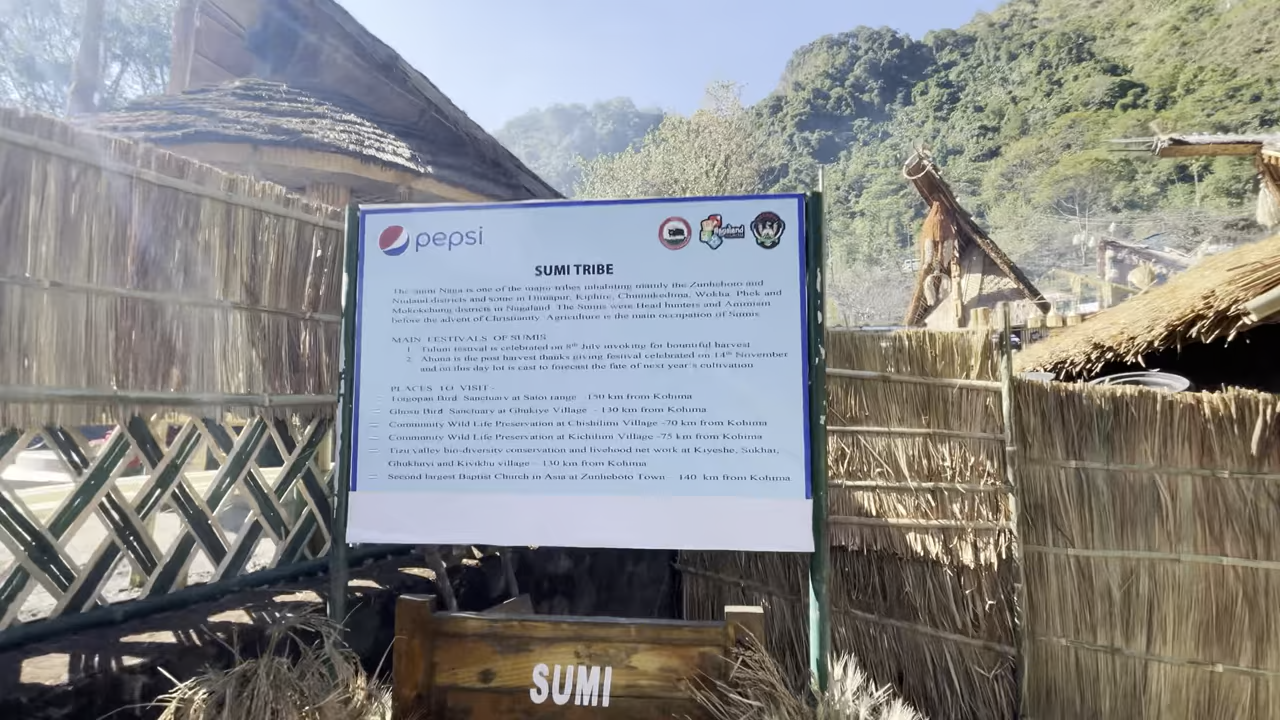 pepsi
Nagaland
SUMI TRIBE
The Sumi Naga is one of the major tribes inhabiting mainly the Zunheboto and
Niuland districts and some in Dimapur, Kiphire, Chumukedima, Wokha, Phek and
Mokokchung districts in Nagaland. The Sumis were Head hunters and Animism
before the advent of Christianity. Agriculture is the main occupation of Sumis.
MAIN FESTIVALS OF SUMIS
1. Tuluni festival is celebrated on 8th July invoking for bountiful harvest
2. Ahuna is the post harvest thanks giving festival celebrated on 14th November
and on this day lot is cast to forecast the fate of next year's cultivation
PLACES TO VISIT:-
Bird Sanctuary at Satoi range - 150 km from Kohima
Ghosu Bird Sanctuary at Ghukiye Village - 130 km from Kohima
Community Wild Life Preservation at Chishilimi Village -70 km from Kohima
Community Wild Life Preservation at Kichilimi Village -75 km from Kohima
Tizu valley bio-diversity conservation and livelihood net work at Kiyeshe, Sukhai,
Ghukhuyi and Kivikhu village - 130 km from Kohima
Second largest Baptist Church in Asia at Zunheboto Town - 140 km from Kohima
SUMI